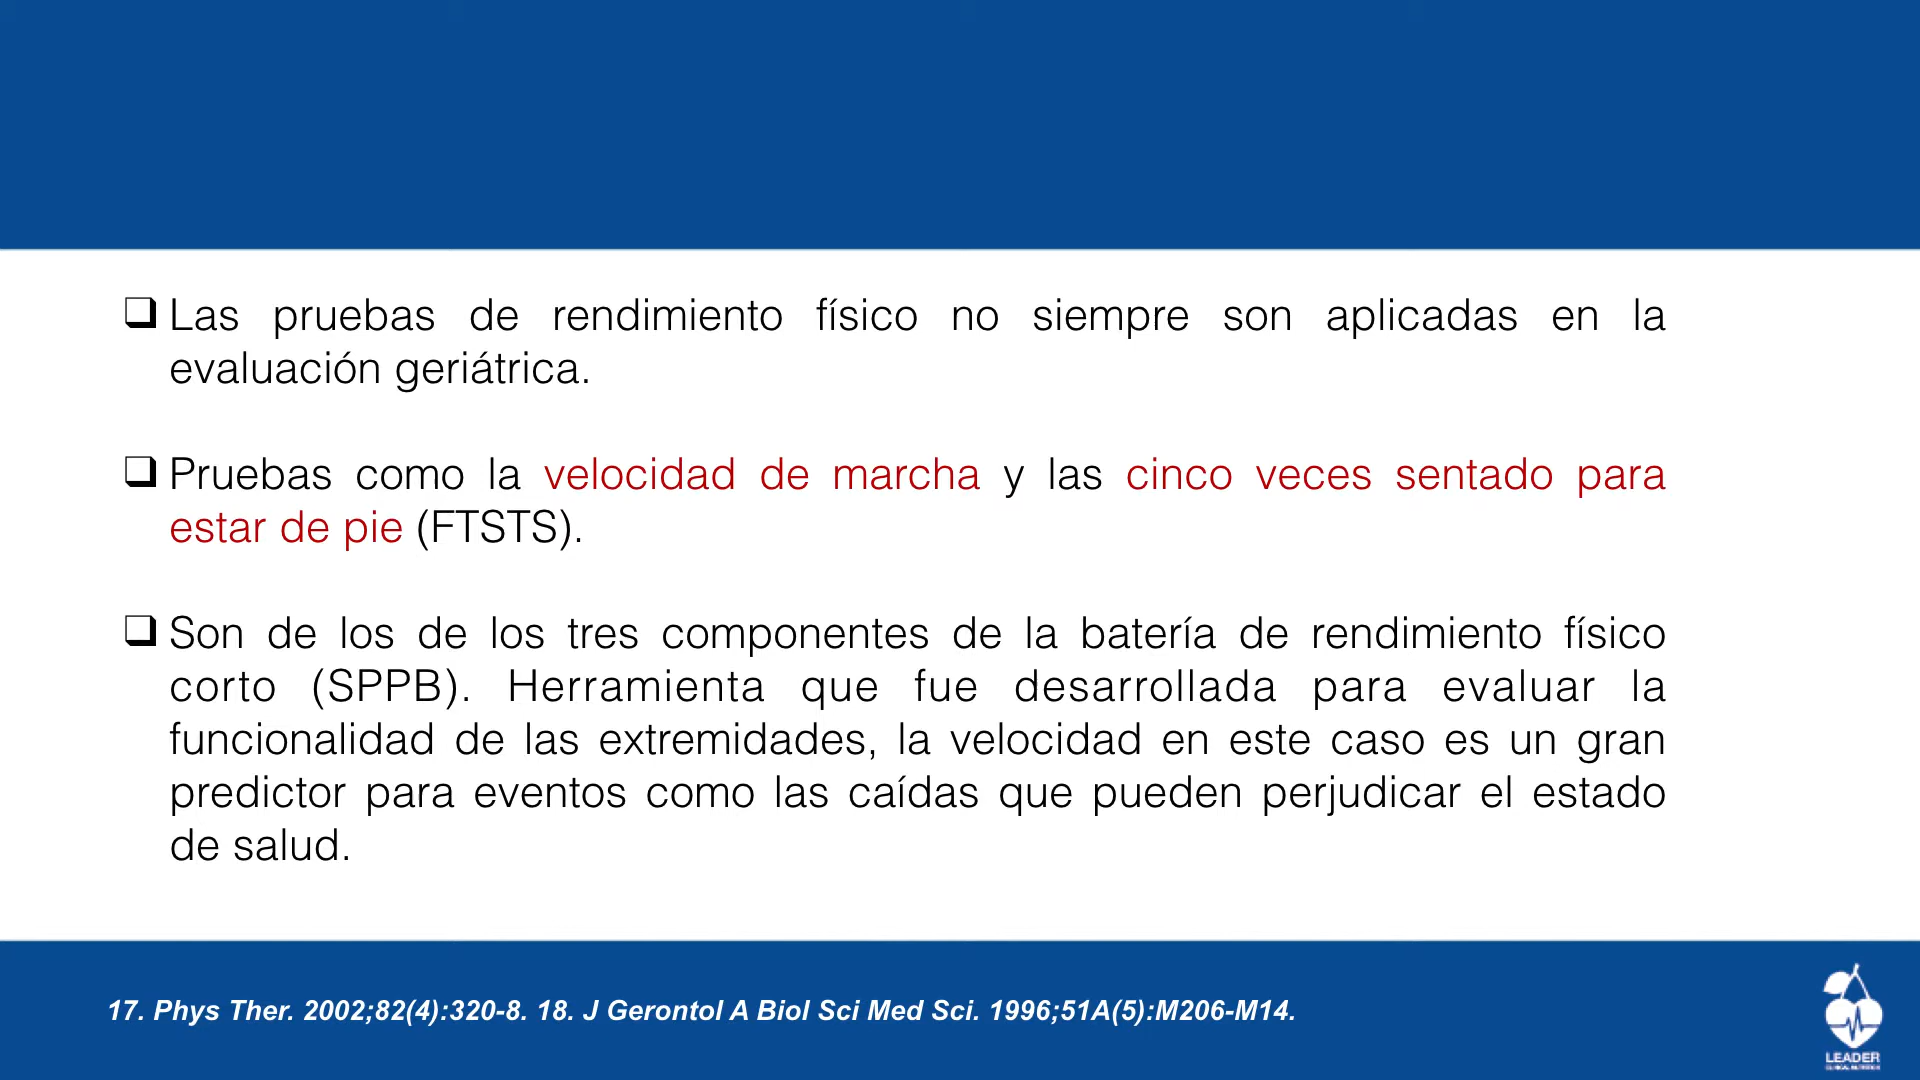 Las pruebas de rendimiento físico no siempre son aplicadas en la
evaluación geriátrica.
Pruebas como la velocidad de marcha y las cinco veces sentado para
estar de pie (FTSTS).
Son de los de los tres componentes de la batería de rendimiento físico
corto (SPPB). Herramienta que fue desarrollada para evaluar la
funcionalidad de las extremidades, la velocidad en este caso es un gran
predictor para eventos como las caídas que pueden perjudicar el estado
de salud.
17. Phys Ther. 2002;82(4):320-8. 18. J Gerontol A Biol Sci Med Sci. 1996;51A(5):M206-M14.
LEADER
CLINICAL NUTRITION